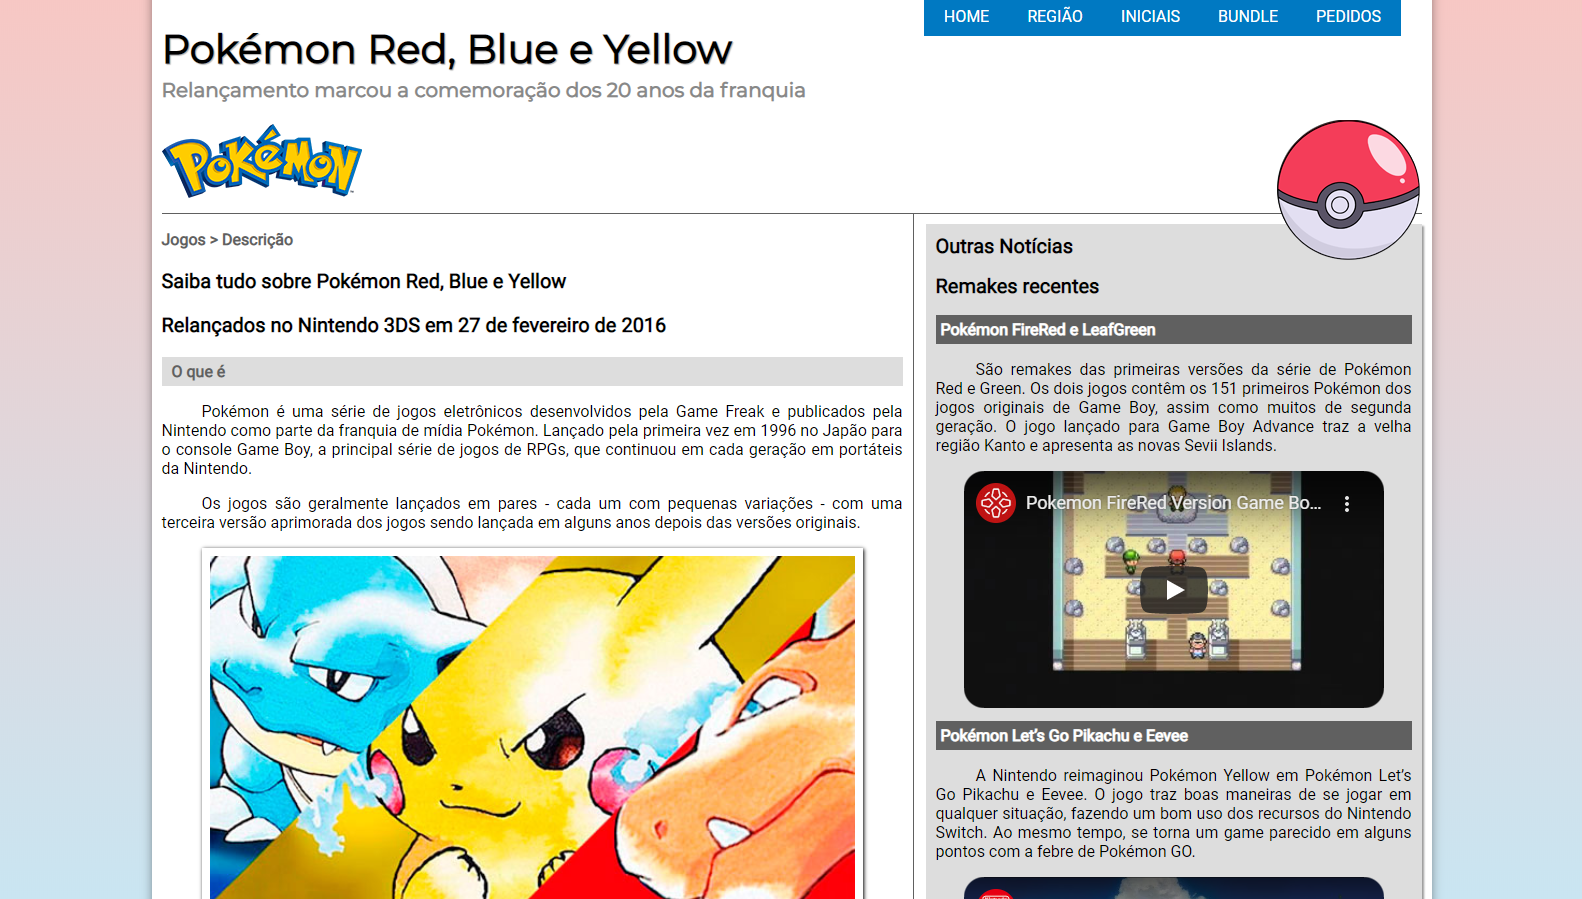 HOME REGIÃO INICIAIS BUNDLE PEDIDOS
Pokémon Red, Blue e Yellow
Relançamento marcou a comemoração dos 20 anos da franquia
POKéMON
Jogos > Descrição
Saiba tudo sobre Pokémon Red, Blue e Yellow
Relançados no Nintendo 3DS em 27 de fevereiro de 2016
O que é
Pokémon é uma série de jogos eletrônicos desenvolvidos pela Game Freak e publicados pela
Nintendo como parte da franquia de mídia Pokémon. Lançado pela primeira vez em 1996 no Japão para
o console Game Boy, a principal série de jogos de RPGs, que continuou em cada geração em portáteis
da Nintendo.
Os jogos são geralmente lançados em pares - cada um com pequenas variações - com uma
terceira versão aprimorada dos jogos sendo lançada em alguns anos depois das versões originais.
Outras Notícias
Remakes recentes
Pokémon FireRed e LeafGreen
São remakes das primeiras versões da série de Pokémon
Red e Green. Os dois jogos contêm os 151 primeiros Pokémon dos
jogos originais de Game Boy, assim como muitos de segunda
geração. O jogo lançado para Game Boy Advance traz a velha
região Kanto e apresenta as novas Sevii Islands.
Pokemon FireRed Version Game Bo...
Pokémon Let's Go Pikachu e Eevee
A Nintendo reimaginou Pokémon Yellow em Pokémon Let's
Go Pikachu e Eevee. O jogo traz boas maneiras de se jogar em
qualquer situação, fazendo um bom uso dos recursos do Nintendo
Switch. Ao mesmo tempo, se torna um game parecido em alguns
pontos com a febre de Pokémon GO.